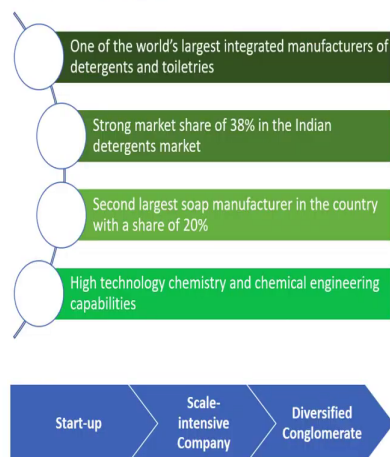 One of the world's largest integrated manufacturers of
detergents and toiletries
Strong market share of 38% in the Indian
detergents market
Second largest soap manufacturer in the country
with a share of 20%
High technology chemistry and chemical engineering
capabilities
Start-up
Scale-
intensive
Company
Diversified
Conglomerate